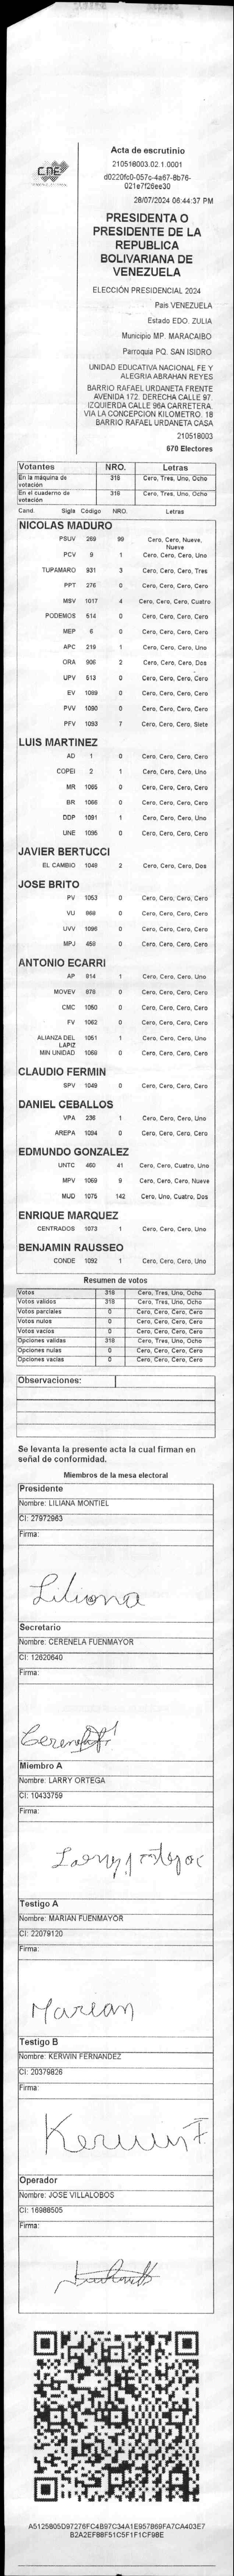 CNE
Acta de escrutinio
210518003.02.1.0001
d0220fc0-057c-4a67-8b76-
021e7f26ee30
28/07/2024 06:44:37 PM
PRESIDENTA O
PRESIDENTE DE LA
REPUBLICA
BOLIVARIANA DE
VENEZUELA
ELECCIÓN PRESIDENCIAL 2024
Pais VENEZUELA
Estado EDO. ZULIA
Municipio MP. MARACAIBO
Parroquia PQ. SAN ISIDRO
UNIDAD EDUCATIVA NACIONAL FE Y
ALEGRIA ABRAHAN REYES
BARRIO RAFAEL URDANETA FRENTE
AVENIDA 172. DERECHA CALLE 97.
IZQUIERDA CALLE 96A CARRETERA
VIA LA CONCEPCION KILOMETRO. 18
BARRIO RAFAEL URDANETA CASA
210518003
670 Electores
Votantes NRO. Letras
En la máquina de votación 318 Cero, Tres, Uno, Ocho
En el cuaderno de votación 318 Cero, Tres, Uno, Ocho
Cand. Sigla Código NRO. Letras
NICOLAS MADURO
PSUV 269 99 Cero, Cero, Nueve, Nueve
PCV 9 1 Cero, Cero, Cero, Uno
TUPAMARO 931 3 Cero, Cero, Cero, Tres
PPT 276 0 Cero, Cero, Cero, Cero
MSV 1017 4 Cero, Cero, Cero, Cuatro
PODEMOS 514 0 Cero, Cero, Cero, Cero
MEP 6 0 Cero, Cero, Cero, Cero
APC 219 1 Cero, Cero, Cero, Uno
ORA 906 2 Cero, Cero, Cero, Dos
UPV 513 0 Cero, Cero, Cero, Cero
EV 1089 0 Cero, Cero, Cero, Cero
PVV 1090 0 Cero, Cero, Cero, Cero
PFV 1093 7 Cero, Cero, Cero, Siete
LUIS MARTINEZ
AD 1 0 Cero, Cero, Cero, Cero
COPEI 2 1 Cero, Cero, Cero, Uno
MR 1065 0 Cero, Cero, Cero, Cero
BR 1066 0 Cero, Cero, Cero, Cero
DDP 1091 1 Cero, Cero, Cero, Uno
UNE 1095 0 Cero, Cero, Cero, Cero
JAVIER BERTUCCI
EL CAMBIO 1048 2 Cero, Cero, Cero, Dos
JOSE BRITO
PV 1053 0 Cero, Cero, Cero, Cero
VU 988 0 Cero, Cero, Cero, Cero
UVV 1096 0 Cero, Cero, Cero, Cero
MPJ 458 0 Cero, Cero, Cero, Cero
ANTONIO ECARRI
AP 914 1 Cero, Cero, Cero, Uno
MOVEV 878 0 Cero, Cero, Cero, Cero
CMC 1050 0 Cero, Cero, Cero, Cero
FV 1062 0 Cero, Cero, Cero, Cero
ALIANZA DEL LAPIZ 1051 1 Cero, Cero, Cero, Uno
MIN UNIDAD 1068 0 Cero, Cero, Cero, Cero
CLAUDIO FERMIN
SPV 1049 0 Cero, Cero, Cero, Cero
DANIEL CEBALLOS
VPA 236 1 Cero, Cero, Cero, Uno
AREPA 1094 0 Cero, Cero, Cero, Cero
EDMUNDO GONZALEZ
UNTC 460 41 Cero, Cero, Cuatro, Uno
MPV 1069 9 Cero, Cero, Cero, Nueve
MUD 1075 142 Cero, Uno, Cuatro, Dos
ENRIQUE MARQUEZ
CENTRADOS 1073 1 Cero, Cero, Cero, Uno
BENJAMIN RAUSSEO
CONDE 1092 1 Cero, Cero, Cero, Uno
Resumen de votos
Votos 318 Cero, Tres, Uno, Ocho
Votos validos 318 Cero, Tres, Uno, Ocho
Votos parciales 0 Cero, Cero, Cero, Cero
Votos nulos 0 Cero, Cero, Cero, Cero
Votos vacios 0 Cero, Cero, Cero, Cero
Opciones validas 318 Cero, Tres, Uno, Ocho
Opciones nulas 0 Cero, Cero, Cero, Cero
Opciones vacias 0 Cero, Cero, Cero, Cero
Observaciones:
Se levanta la presente acta la cual firman en
señal de conformidad.
Miembros de la mesa electoral
Presidente
Nombre: LILIANA MONTIEL
CI: 27972963
Firma:
Liliana
Secretario
Nombre: CERENELA FUENMAYOR
CI: 12620640
Firma:
Miembro A
Nombre: LARRY ORTEGA
CI: 10433759
Firma:
Testigo A
Nombre: MARIAN FUENMAYOR
CI: 22079120
Firma:
Marian
Testigo B
Nombre: KERWIN FERNANDEZ
CI: 20379826
Firma:
Kerwin F
Operador
Nombre: JOSE VILLALOBOS
CI: 16988505
Firma:
A5125805D97276FC4B97C34A1E957869FA7CA403E7
B2A2EF88F51C5F1F1CF98E